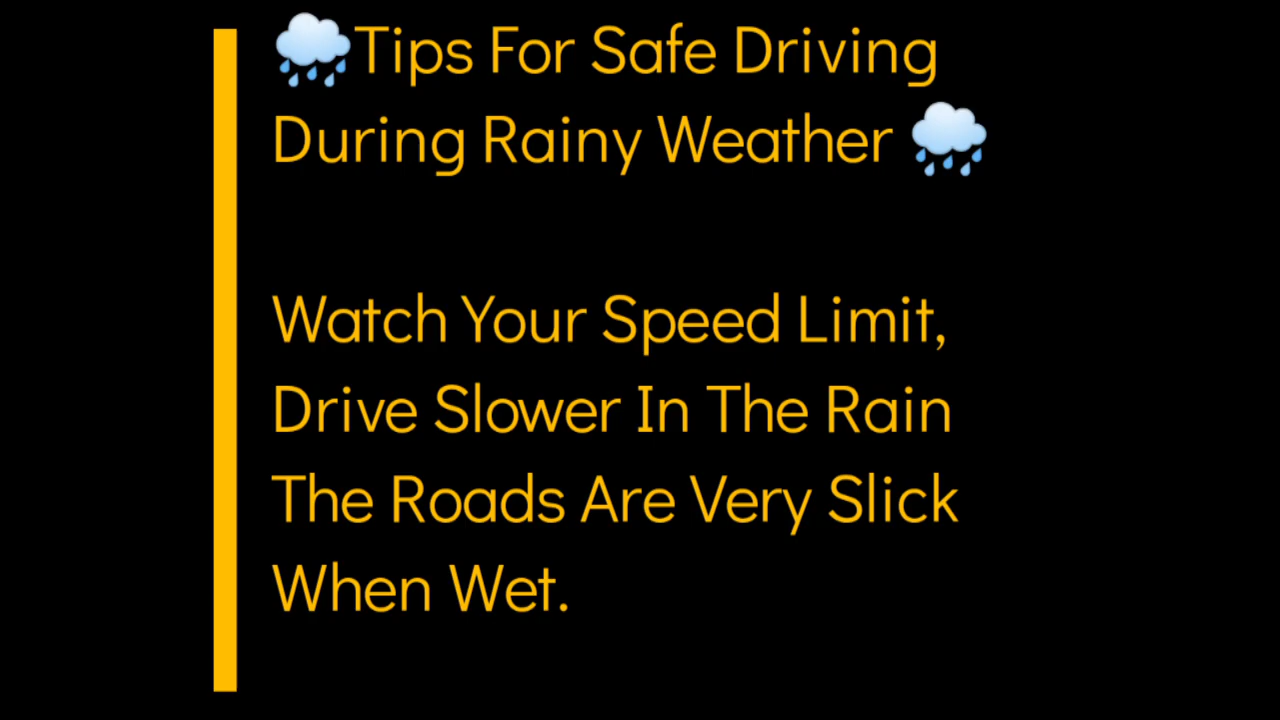 🌧️Tips For Safe Driving
During Rainy Weather 🌧️
Watch Your Speed Limit,
Drive Slower In The Rain
The Roads Are Very Slick
When Wet.